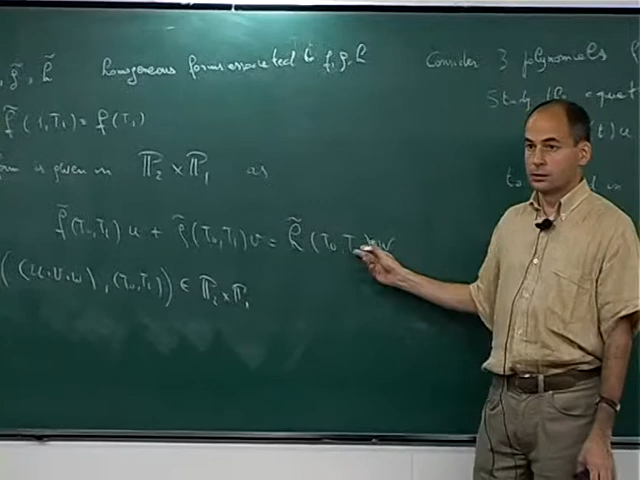 , g̃, h̃ homogeneous forms associated to f, g, h
f̃(1,T₁) = f(T₁)
form is given in ℙ₂ × ℙ₁ as
f̃(T₀,T₁)u + g̃(T₀,T₁)v = h̃(T₀,T₁)w
((u,v,w),(T₀,T₁)) ∈ ℙ₂×ℙ₁
Consider 3 polynomials
Study the equat
t)u